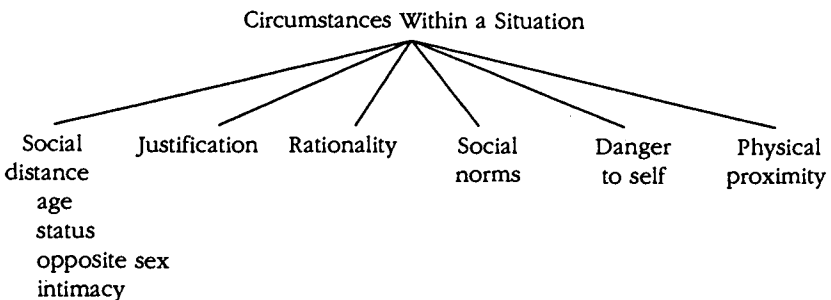 Circumstances Within a Situation
Social distance
age
status
opposite sex
intimacy
Justification
Rationality
Social norms
Danger to self
Physical proximity